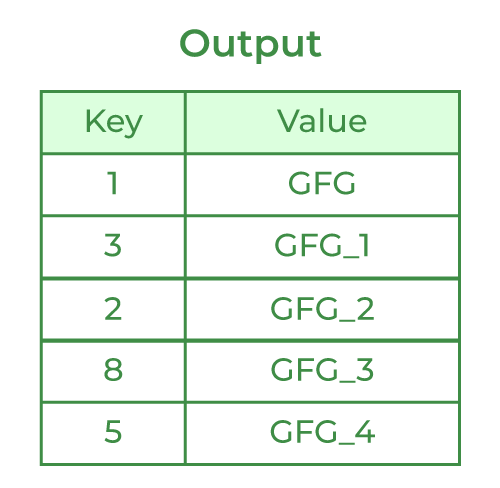 Output
Key Value
1 GFG
3 GFG_1
2 GFG_2
8 GFG_3
5 GFG_4